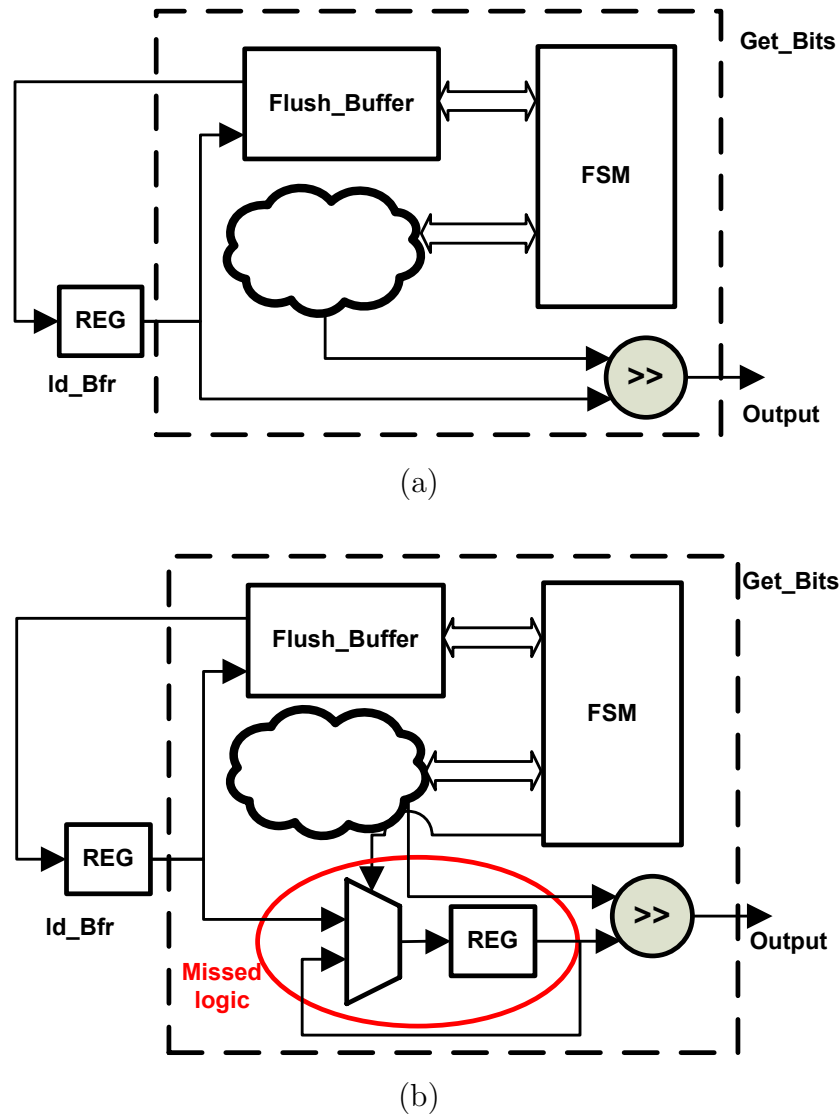 Get_Bits
Flush_Buffer
FSM
REG
ld_Bfr
>>
Output
(a)
Get_Bits
Flush_Buffer
FSM
REG
ld_Bfr
REG
>>
Output
Missed
logic
(b)